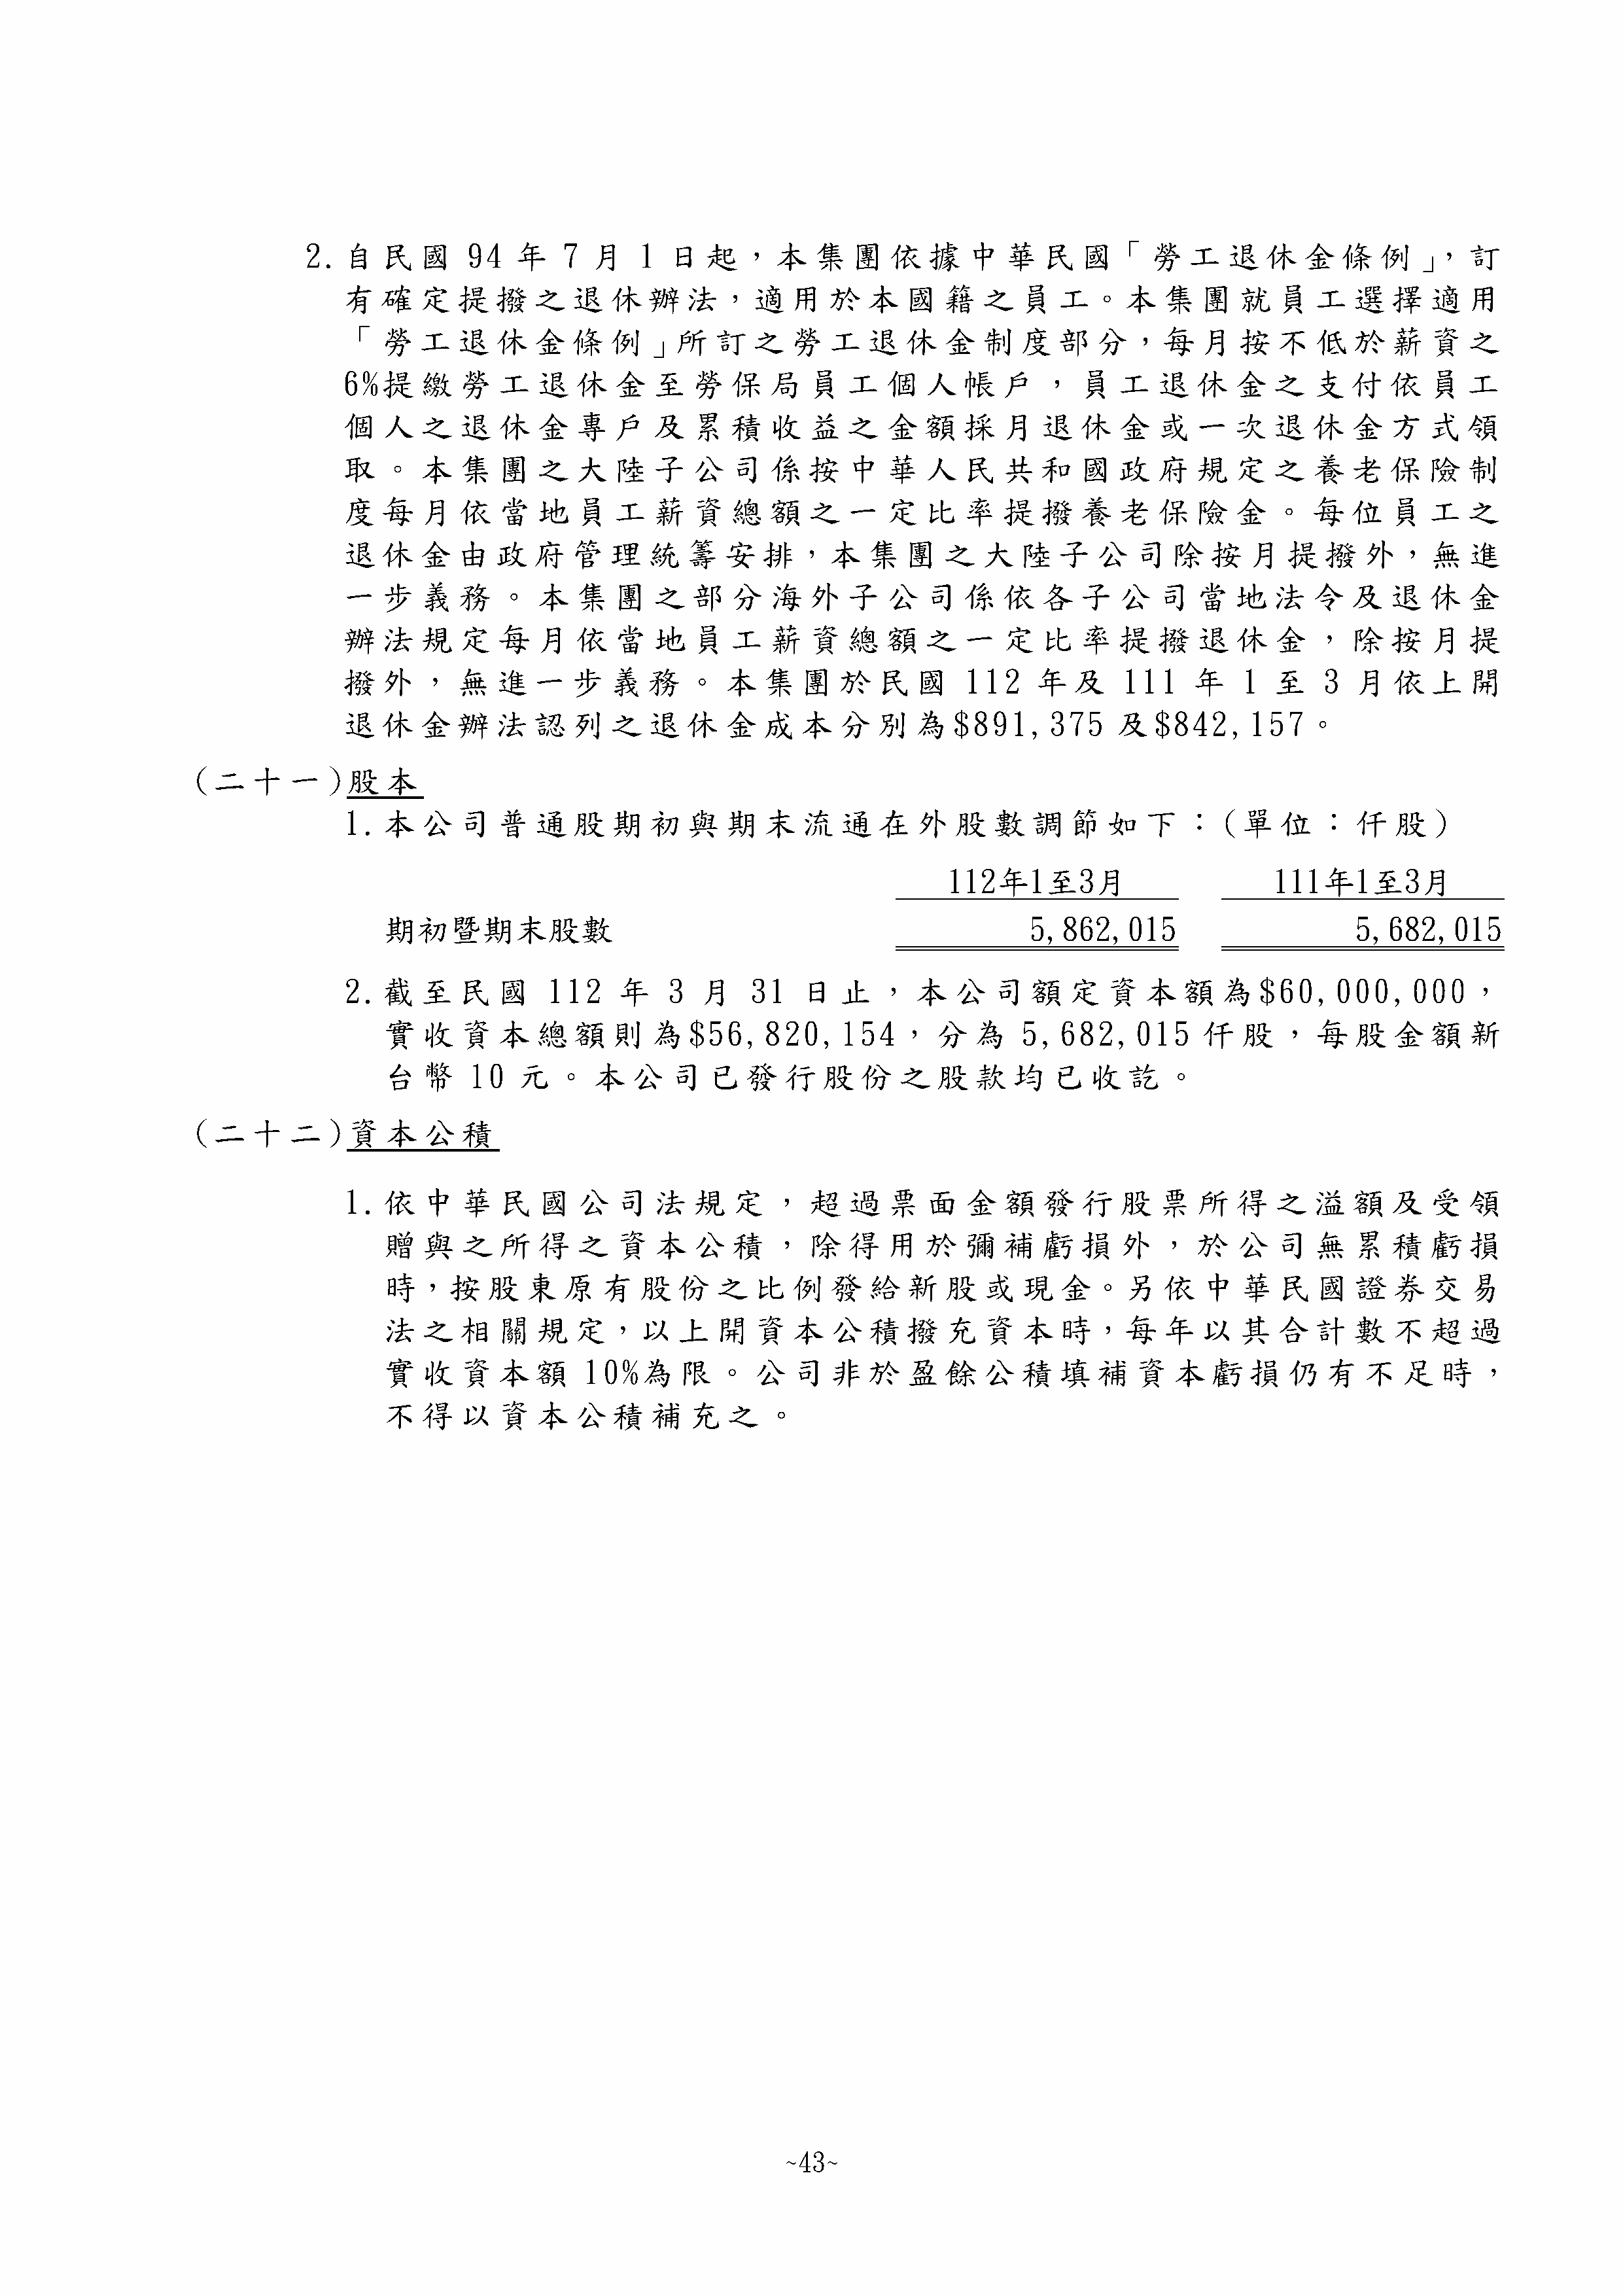 2.自民國 94 年 7 月 1 日起，本集團依據中華民國「勞工退休金條例」，訂
有確定提撥之退休辦法，適用於本國籍之員工。本集團就員工選擇適用
「勞工退休金條例」所訂之勞工退休金制度部分，每月按不低於薪資之
6%提繳勞工退休金至勞保局員工個人帳戶，員工退休金之支付依員工
個人之退休金專戶及累積收益之金額採月退休金或一次退休金方式領
取。本集團之大陸子公司係按中華人民共和國政府規定之養老保險制
度每月依當地員工薪資總額之一定比率提撥養老保險金。每位員工之
退休金由政府管理統籌安排，本集團之大陸子公司除按月提撥外，無進
一步義務。本集團之部分海外子公司係依各子公司當地法令及退休金
辦法規定每月依當地員工薪資總額之一定比率提撥退休金，除按月提
撥外，無進一步義務。本集團於民國 112 年及 111 年 1 至 3 月依上開
退休金辦法認列之退休金成本分別為$891,375 及$842,157。
(二十一)股本
1.本公司普通股期初與期末流通在外股數調節如下：(單位：仟股)
112年1至3月 111年1至3月
期初暨期末股數 5,862,015 5,682,015
2.截至民國 112 年 3 月 31 日止，本公司額定資本額為$60,000,000，
實收資本總額則為$56,820,154，分為 5,682,015 仟股，每股金額新
台幣 10 元。本公司已發行股份之股款均已收訖。
(二十二)資本公積
1.依中華民國公司法規定，超過票面金額發行股票所得之溢額及受領
贈與之所得之資本公積，除得用於彌補虧損外，於公司無累積虧損
時，按股東原有股份之比例發給新股或現金。另依中華民國證券交易
法之相關規定，以上開資本公積撥充資本時，每年以其合計數不超過
實收資本額 10%為限。公司非於盈餘公積填補資本虧損仍有不足時，
不得以資本公積補充之。
~43~